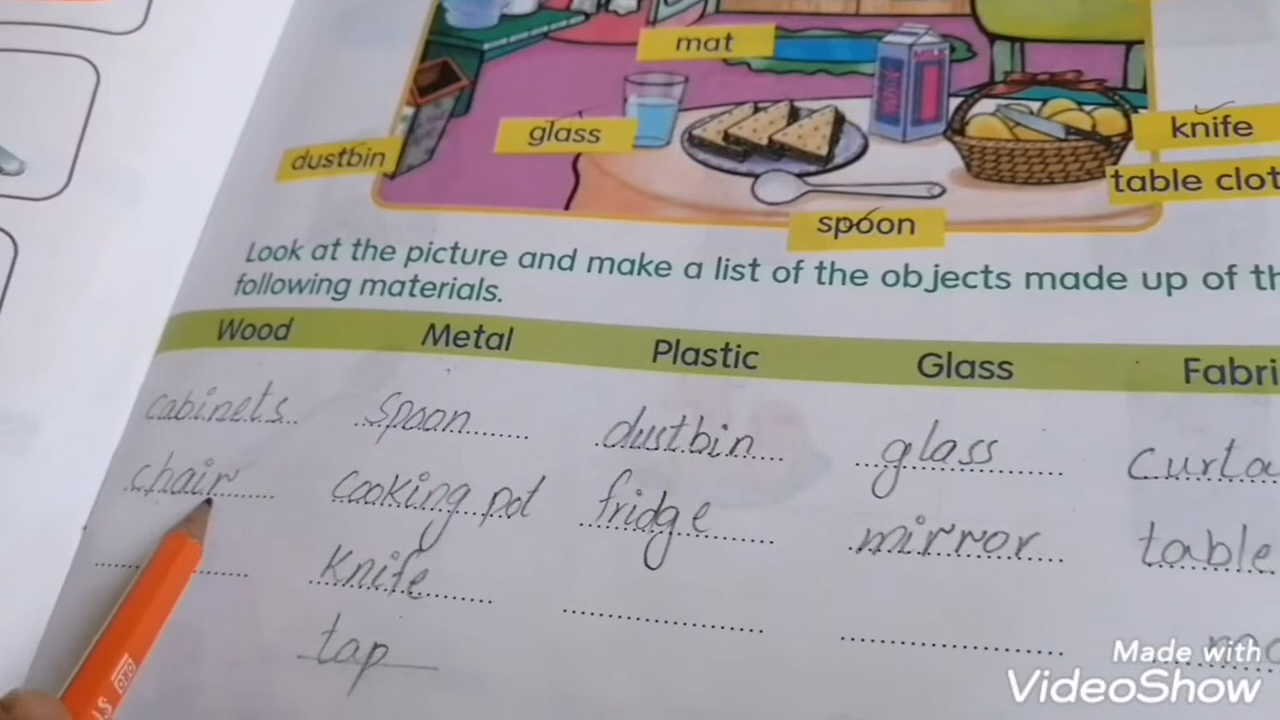 mat
MILK
glass
knife
dustbin
table clot
spoon
Look at the picture and make a list of the objects made up of th
following materials.
Wood Metal Plastic Glass Fabri
cabinets spoon dustbin glass curta
chair cooking pot fridge mirror table
knife
tap
Made with
VideoShow